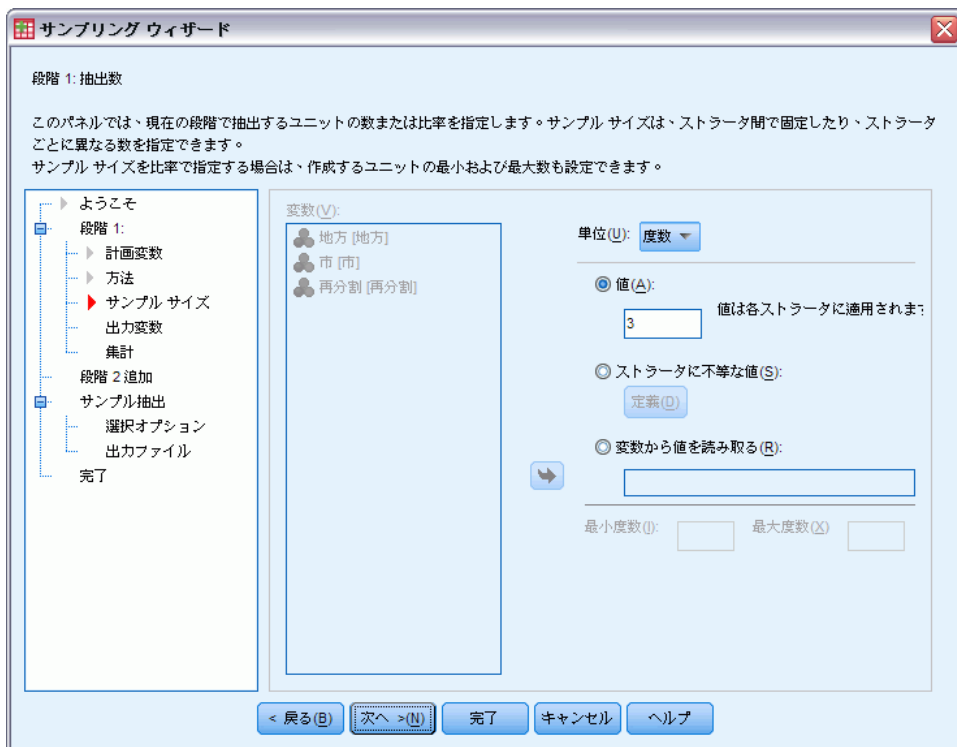 サンプリング ウィザード
段階 1: 抽出数
このパネルでは、現在の段階で抽出するユニットの数または比率を指定します。サンプル サイズは、ストラータ間で固定したり、ストラータ
ごとに異なる数を指定できます。
サンプル サイズを比率で指定する場合は、作成するユニットの最小および最大数も設定できます。
ようこそ
段階 1:
計画変数
方法
サンプル サイズ
出力変数
集計
段階 2 追加
サンプル抽出
選択オプション
出力ファイル
完了
変数(V):
地方 [地方]
市 [市]
再分割 [再分割]
単位(U): 度数
値(A):
3
値は各ストラータに適用されます
ストラータに不等な値(S):
定義(D)
変数から値を読み取る(R):
最小度数(I):
最大度数(X)
< 戻る(B)
次へ >(N)
完了
キャンセル
ヘルプ